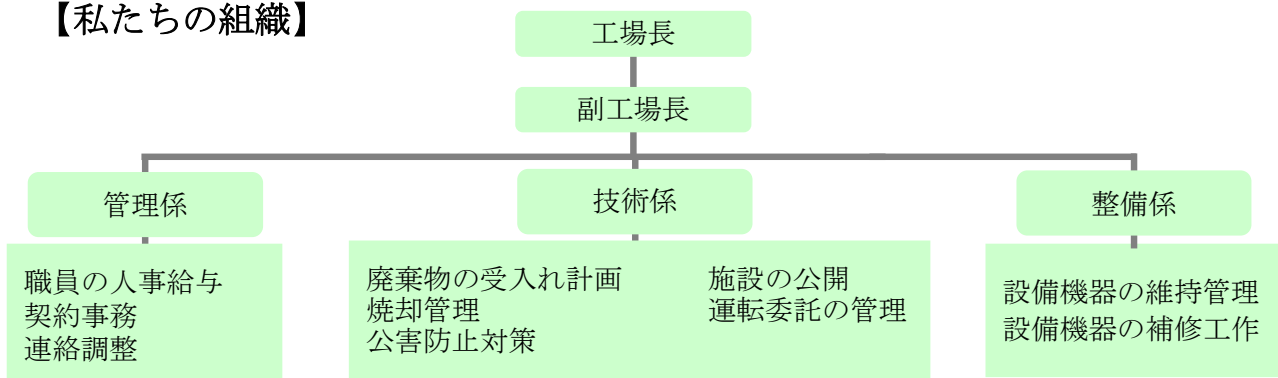 【私たちの組織】
工場長
副工場長
管理係
技術係
整備係
職員の人事給与
契約事務
連絡調整
廃棄物の受入れ計画
焼却管理
公害防止対策
施設の公開
運転委託の管理
設備機器の維持管理
設備機器の補修工作